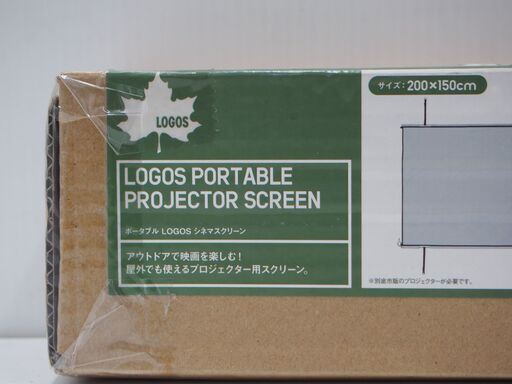 LOGOS
LOGOS PORTABLE
PROJECTOR SCREEN
ポータブル LOGOS シネマスクリーン
アウトドアで映画を楽しむ!
屋外でも使えるプロジェクター用スクリーン。
サイズ:200×150cm
※別途市販のプロジェクターが必要です。